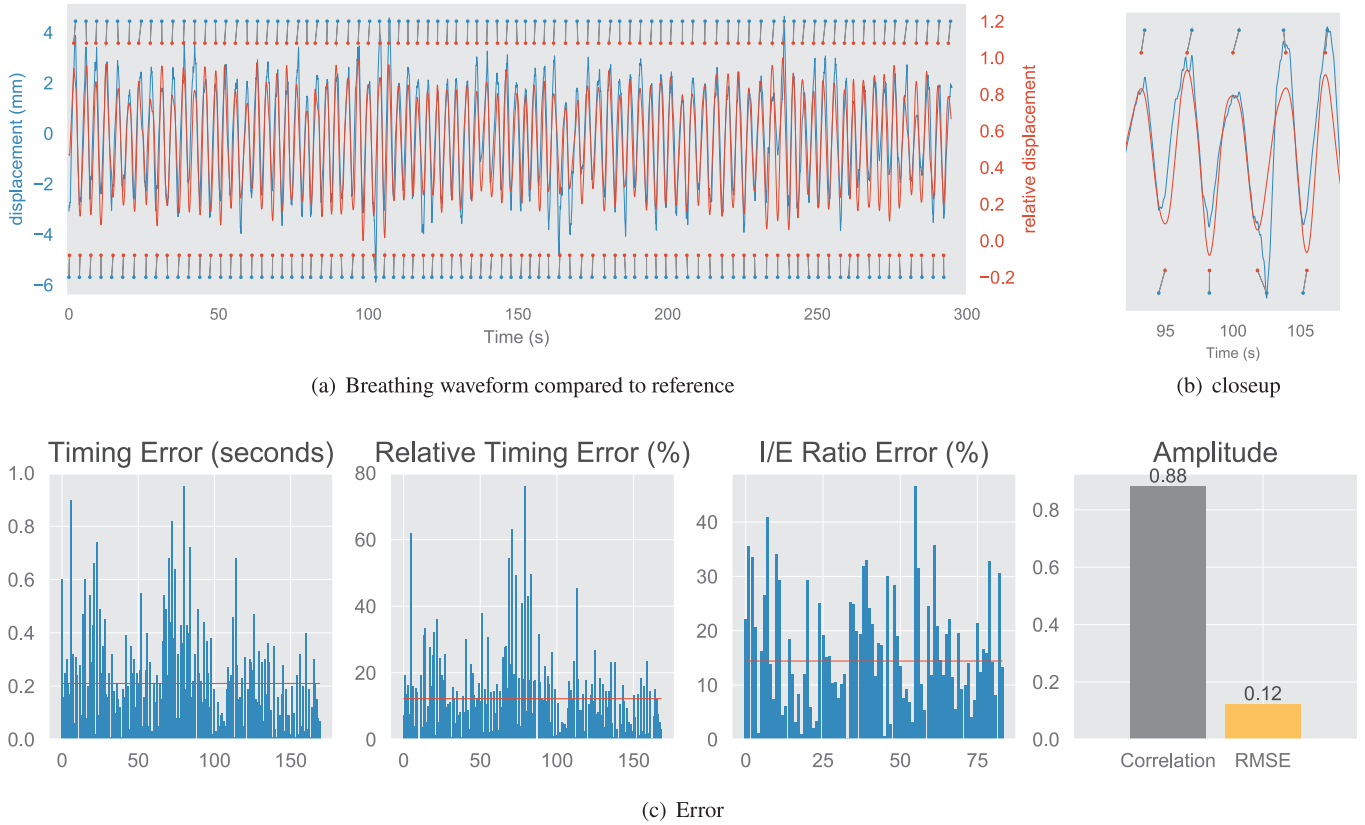 4
2
0
−2
−4
−6
displacement (mm)
1.2
1.0
0.8
0.6
0.4
0.2
0.0
−0.2
relative displacement
0 50 100 150 200 250 300
Time (s)
95 100 105
Time (s)
(a) Breathing waveform compared to reference
(b) closeup
Timing Error (seconds)
1.0
0.8
0.6
0.4
0.2
0.0
0 50 100 150
Relative Timing Error (%)
80
60
40
20
0
0 50 100 150
I/E Ratio Error (%)
40
30
20
10
0
0 25 50 75
Amplitude
0.8
0.6
0.4
0.2
0.0
0.88
0.12
Correlation RMSE
(c) Error